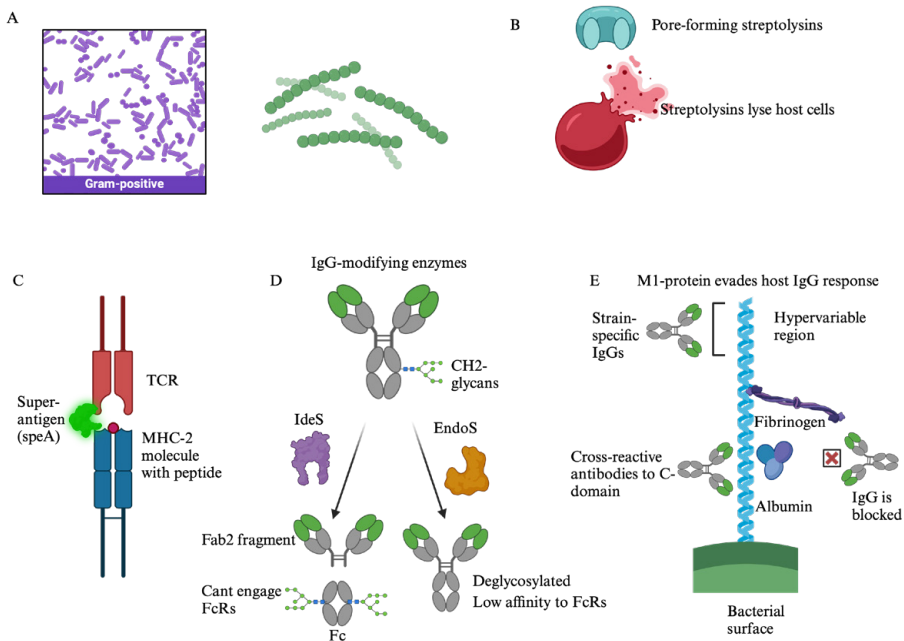 A
Gram-positive
B
Pore-forming streptolysins
Streptolysins lyse host cells
C
TCR
Super-
antigen
(speA)
MHC-2
molecule
with peptide
D
IgG-modifying enzymes
CH2-
glycans
IdeS
EndoS
Fab2 fragment
Cant engage
FcRs
Fc
Deglycosylated
Low affinity to FcRs
E
M1-protein evades host IgG response
Strain-
specific
IgGs
Hypervariable
region
Fibrinogen
Cross-reactive
antibodies to C-
domain
Albumin
IgG is
blocked
Bacterial
surface